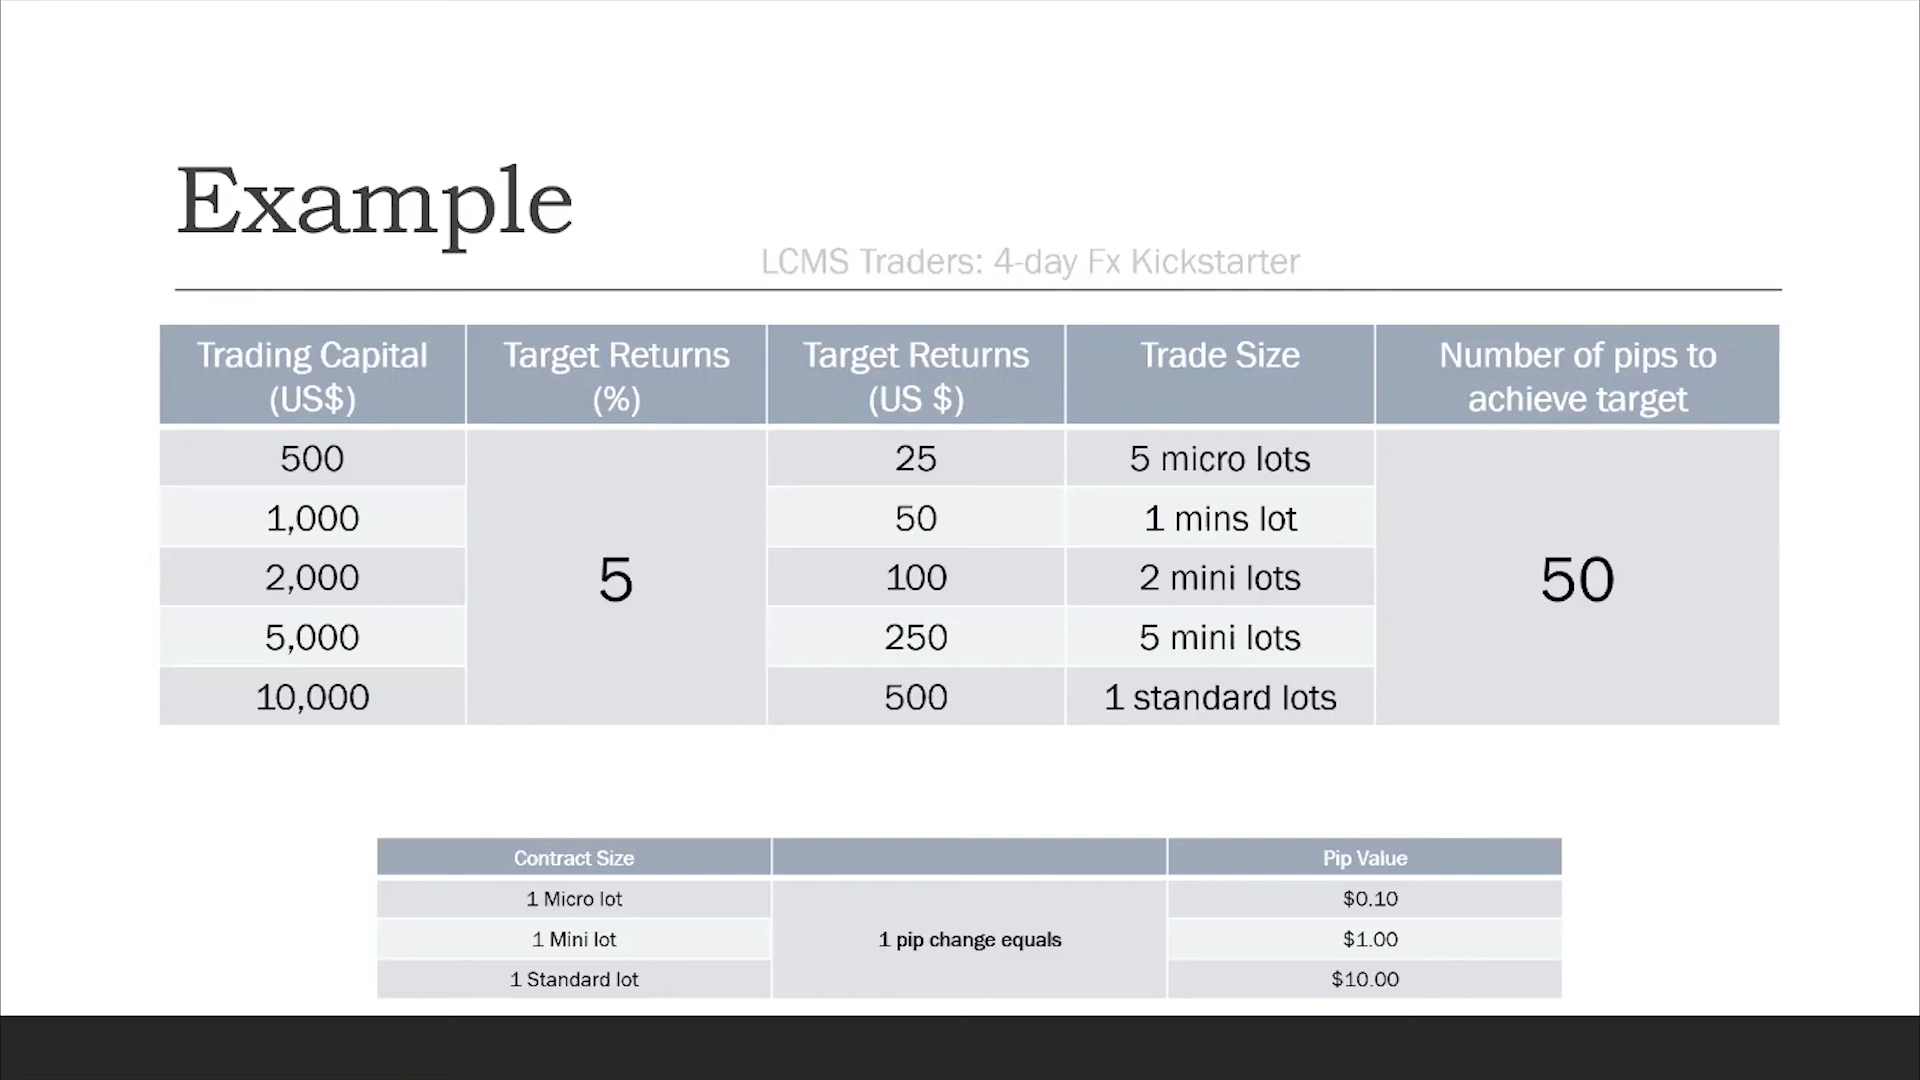 Example
LCMS Traders: 4-day Fx Kickstarter
Trading Capital (US$) Target Returns (%) Target Returns (US $) Trade Size Number of pips to achieve target
500 25 5 micro lots
1,000 50 1 mins lot
2,000 5 100 2 mini lots 50
5,000 250 5 mini lots
10,000 500 1 standard lots
Contract Size Pip Value
1 Micro lot $0.10
1 Mini lot 1 pip change equals $1.00
1 Standard lot $10.00